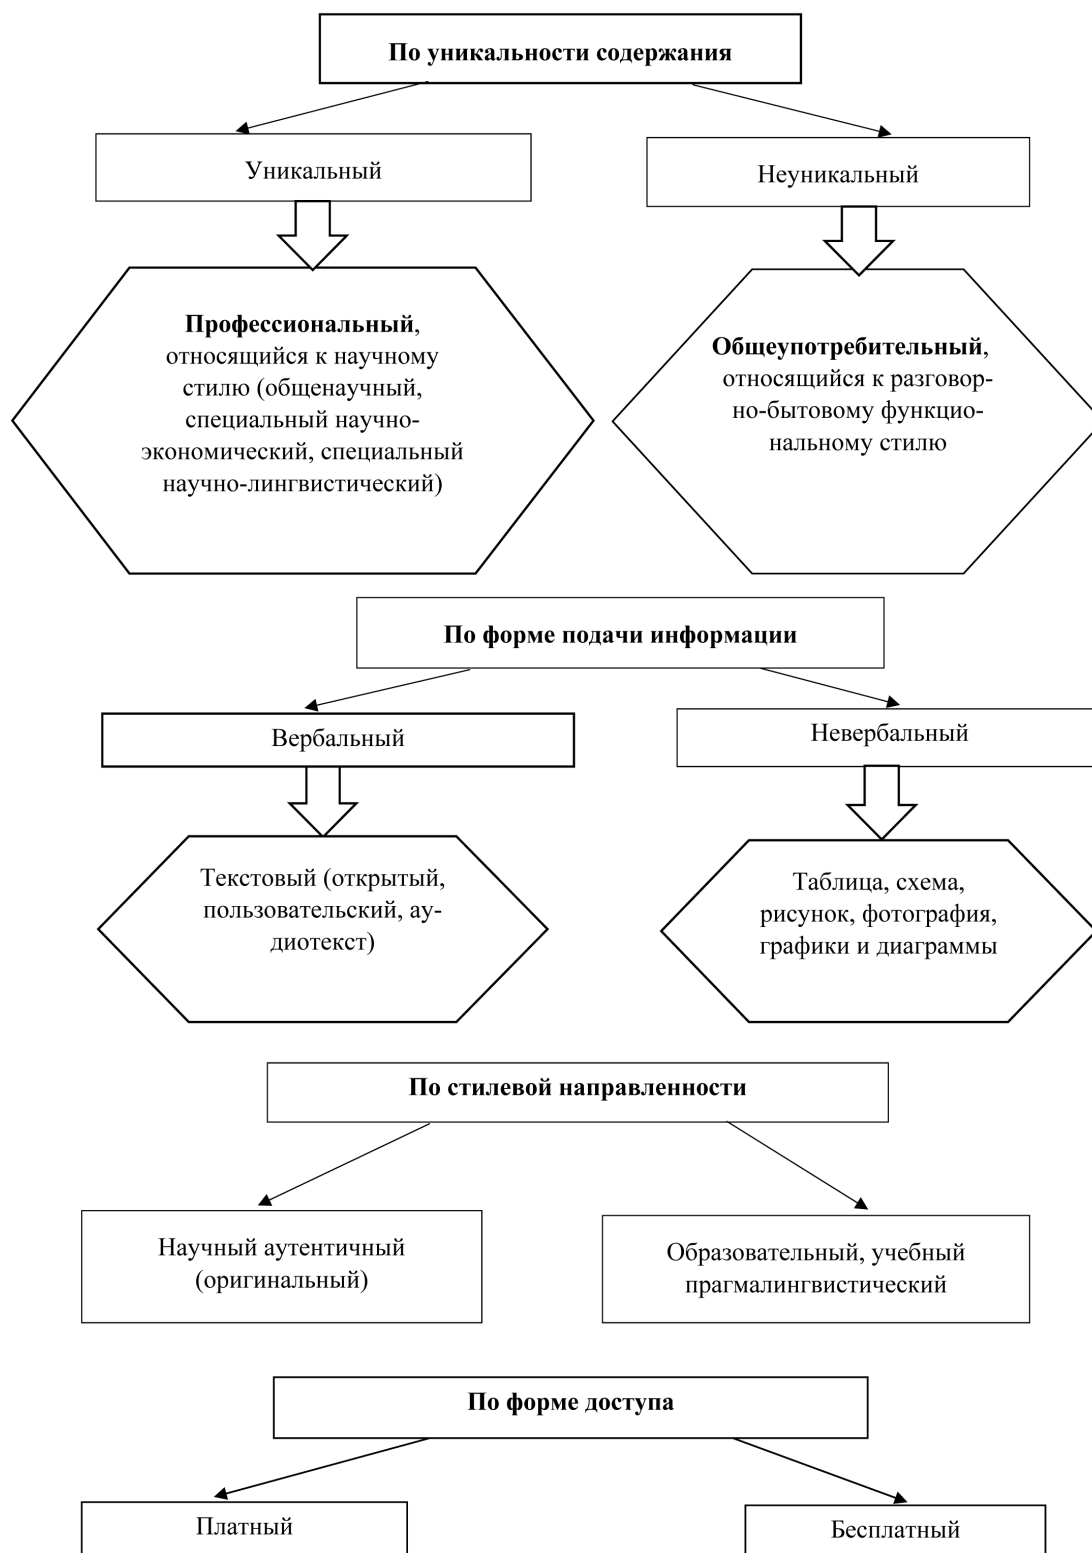 По уникальности содержания
Уникальный
Неуникальный
Профессиональный,
относящийся к научному
стилю (общенаучный,
специальный научно-
экономический, специальный
научно-лингвистический)
Общеупотребительный,
относящийся к разговор-
но-бытовому функцио-
нальному стилю
По форме подачи информации
Вербальный
Невербальный
Текстовый (открытый,
пользовательский, ау-
диотекст)
Таблица, схема,
рисунок, фотография,
графики и диаграммы
По стилевой направленности
Научный аутентичный
(оригинальный)
Образовательный, учебный
прагмалингвистический
По форме доступа
Платный
Бесплатный